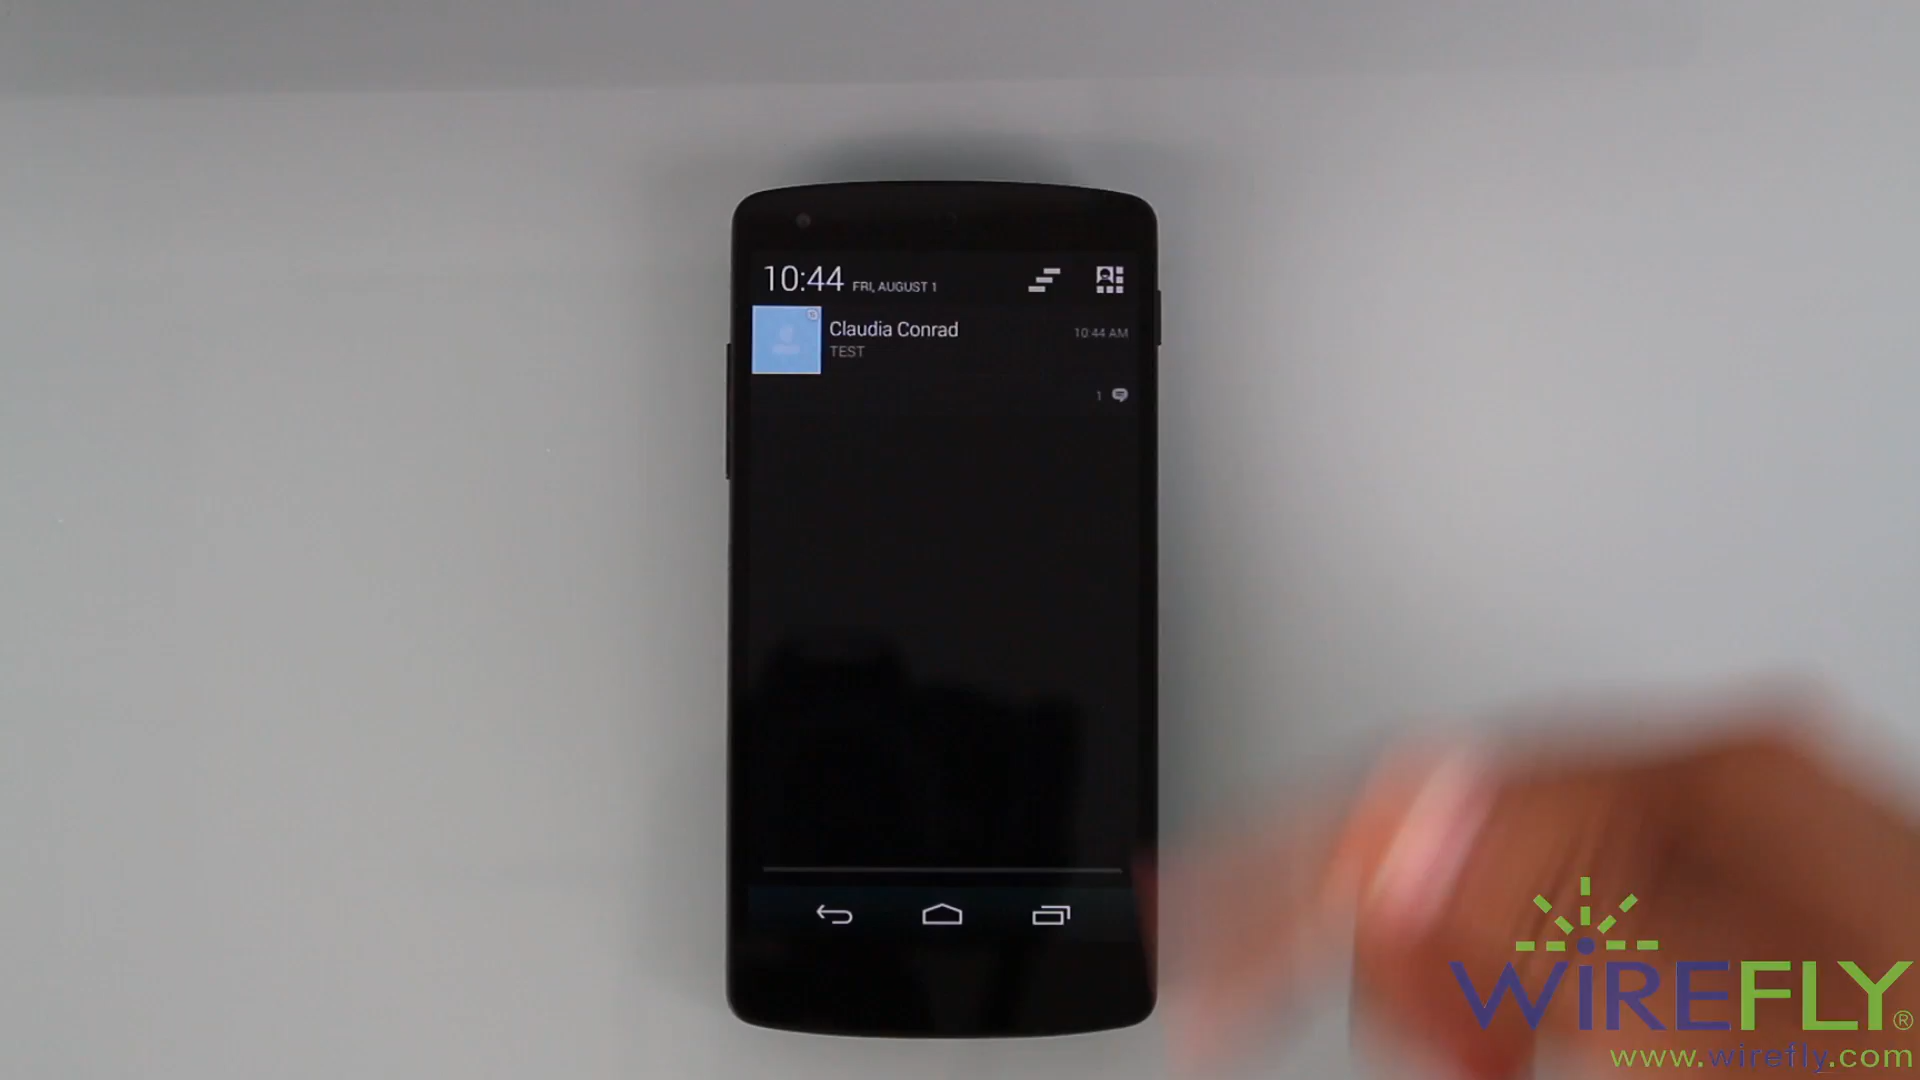 10:44 FRI, AUGUST 1
Claudia Conrad 10:44 AM
TEST
1
WIREFLY®
www.wirefly.com